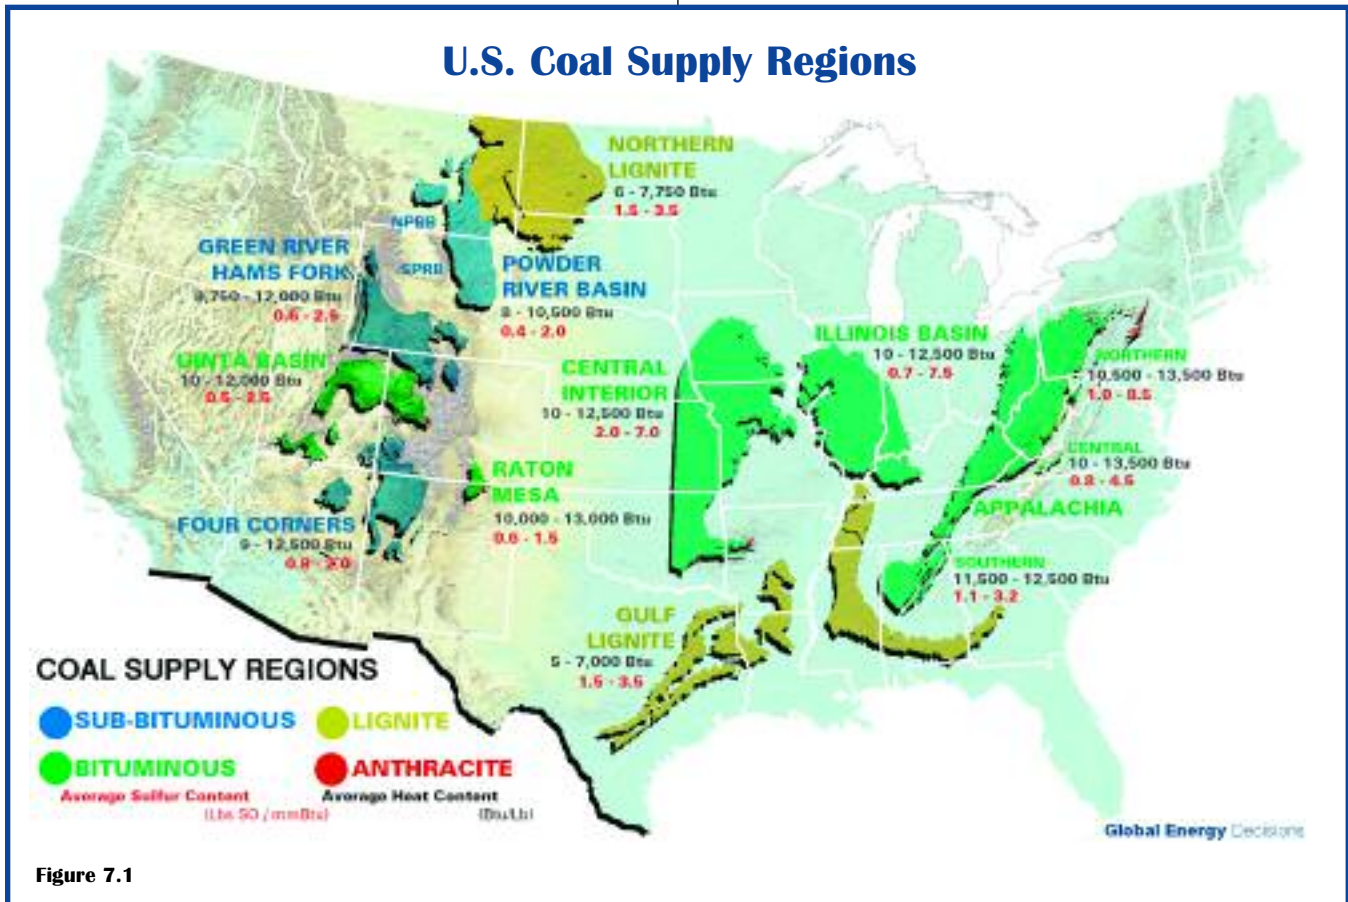 U.S. Coal Supply Regions
NORTHERN
LIGNITE
6 - 7,750 Btu
1.5 - 3.5
NPRB
SPRB
GREEN RIVER
HAMS FORK
12,000 Btu
0.6 - 2.5
POWDER
RIVER BASIN
8 - 10,500 Btu
0.4 - 2.0
UINTA BASIN
10 - 12,000 Btu
0.5 - 2.5
CENTRAL
INTERIOR
10 - 12,500 Btu
2.0 - 7.0
ILLINOIS BASIN
10 - 12,500 Btu
0.7 - 7.5
NORTHERN
10,500 - 13,500 Btu
1.0 - 8.5
CENTRAL
10 - 13,500 Btu
0.8 - 4.5
APPALACHIA
SOUTHERN
11,500 - 12,500 Btu
1.1 - 3.2
RATON
MESA
10,000 - 13,000 Btu
0.6 - 1.5
FOUR CORNERS
9 - 12,500 Btu
0.8 - 2.0
GULF
LIGNITE
5 - 7,000 Btu
1.5 - 3.5
COAL SUPPLY REGIONS
SUB-BITUMINOUS
LIGNITE
BITUMINOUS
ANTHRACITE
Average Sulfur Content
(Lbs SO / mmBtu)
Average Heat Content
(Btu/Lb)
Global Energy Decisions
Figure 7.1